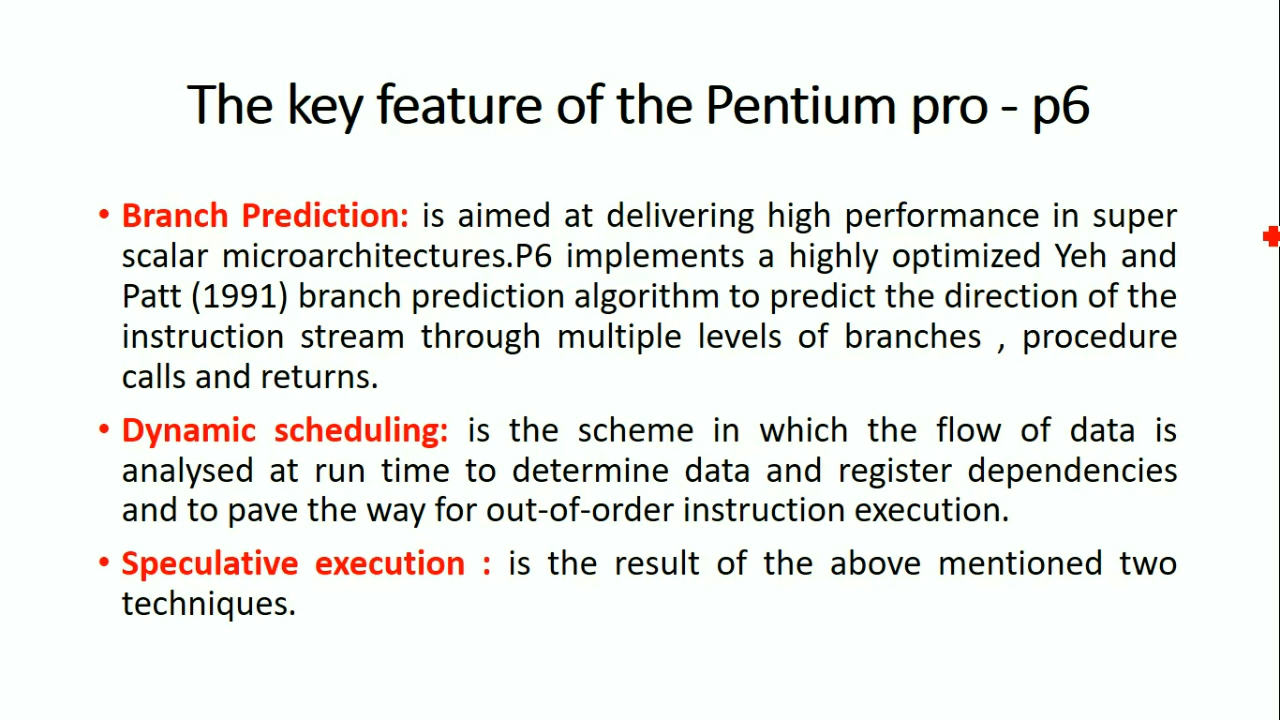 The key feature of the Pentium pro - p6
• Branch Prediction: is aimed at delivering high performance in super
scalar microarchitectures.P6 implements a highly optimized Yeh and
Patt (1991) branch prediction algorithm to predict the direction of the
instruction stream through multiple levels of branches , procedure
calls and returns.
• Dynamic scheduling: is the scheme in which the flow of data is
analysed at run time to determine data and register dependencies
and to pave the way for out-of-order instruction execution.
• Speculative execution : is the result of the above mentioned two
techniques.